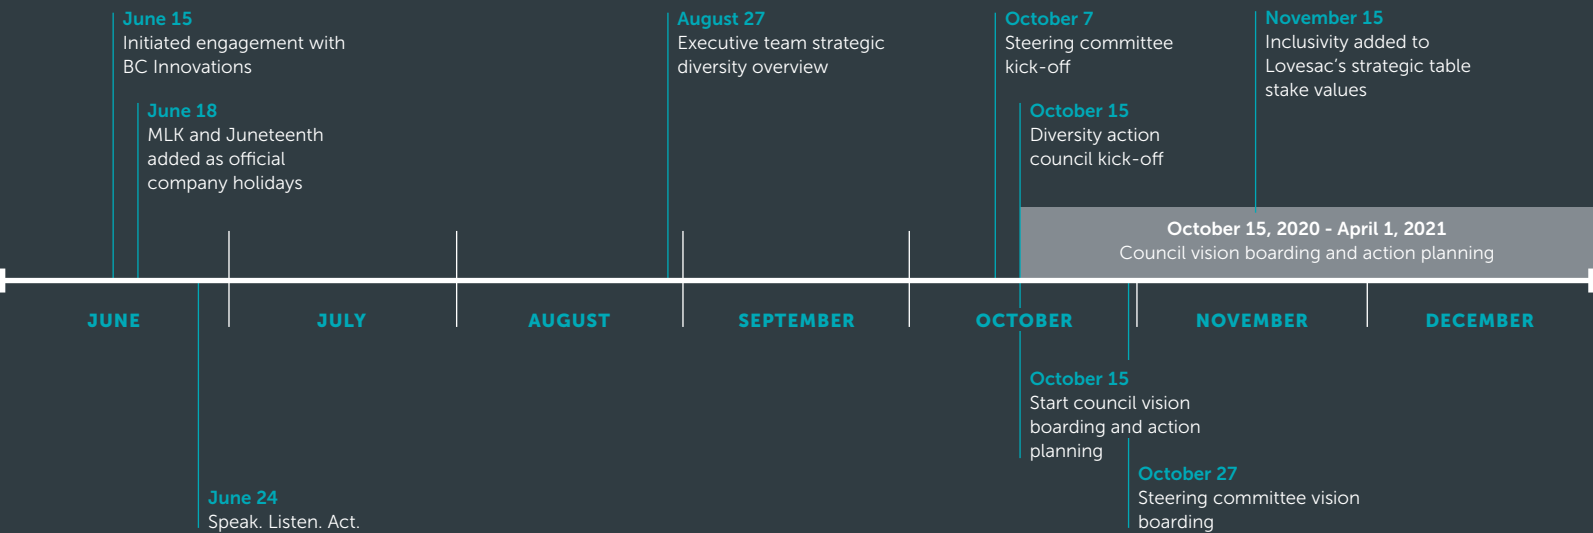 June 15
Initiated engagement with
BC Innovations
June 18
MLK and Juneteenth
added as official
company holidays
August 27
Executive team strategic
diversity overview
October 7
Steering committee
kick-off
October 15
Diversity action
council kick-off
November 15
Inclusivity added to
Lovesac’s strategic table
stake values
October 15, 2020 - April 1, 2021
Council vision boarding and action planning
JUNE
JULY
AUGUST
SEPTEMBER
OCTOBER
NOVEMBER
DECEMBER
October 15
Start council vision
boarding and action
planning
October 27
Steering committee vision
boarding
June 24
Speak. Listen. Act.